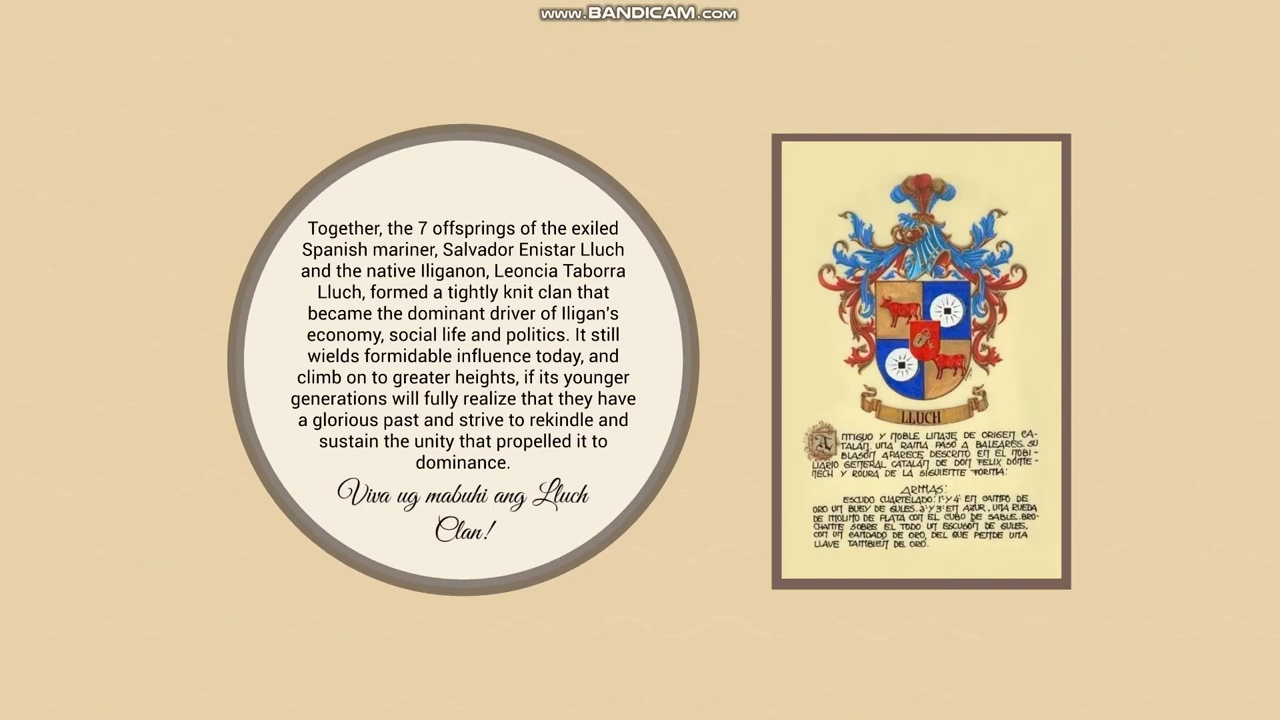 www.BANDICAM.com
Together, the 7 offsprings of the exiled
Spanish mariner, Salvador Enistar Lluch
and the native Iliganon, Leoncia Taborra
Lluch, formed a tightly knit clan that
became the dominant driver of Iligan's
economy, social life and politics. It still
wields formidable influence today, and
climb on to greater heights, if its younger
generations will fully realize that they have
a glorious past and strive to rekindle and
sustain the unity that propelled it to
dominance.
Viva ug mabuhi ang Lluch
Clan!
LLUCH
ANTIGUO Y NOBLE LINAJE DE ORIGEN CA-
TALAN. UNA RAMA PASÓ A BALEARES. SU
BLASON APARECE DESCRITO EN EL NOBI-
LIARIO GENERAL CATALAN DE DON FELIX DOME-
NECH Y ROURA DE LA SIGUIENTE FORMA:
ARMAS:
ESCUDO CUARTELADO: 1º Y 4º EN CAMPO DE
ORO UN BUEY DE GULES. 2º Y 3º EN AZUR, UNA RUEDA
DE MOLINO DE PLATA CON EL CUBO DE SABLE. BRO-
CHANTE SOBRE EL TODO UN ESCUSON DE GULES,
CON UN CANDADO DE ORO, DEL QUE PENDE UNA
LLAVE TAMBIEN DE ORO.